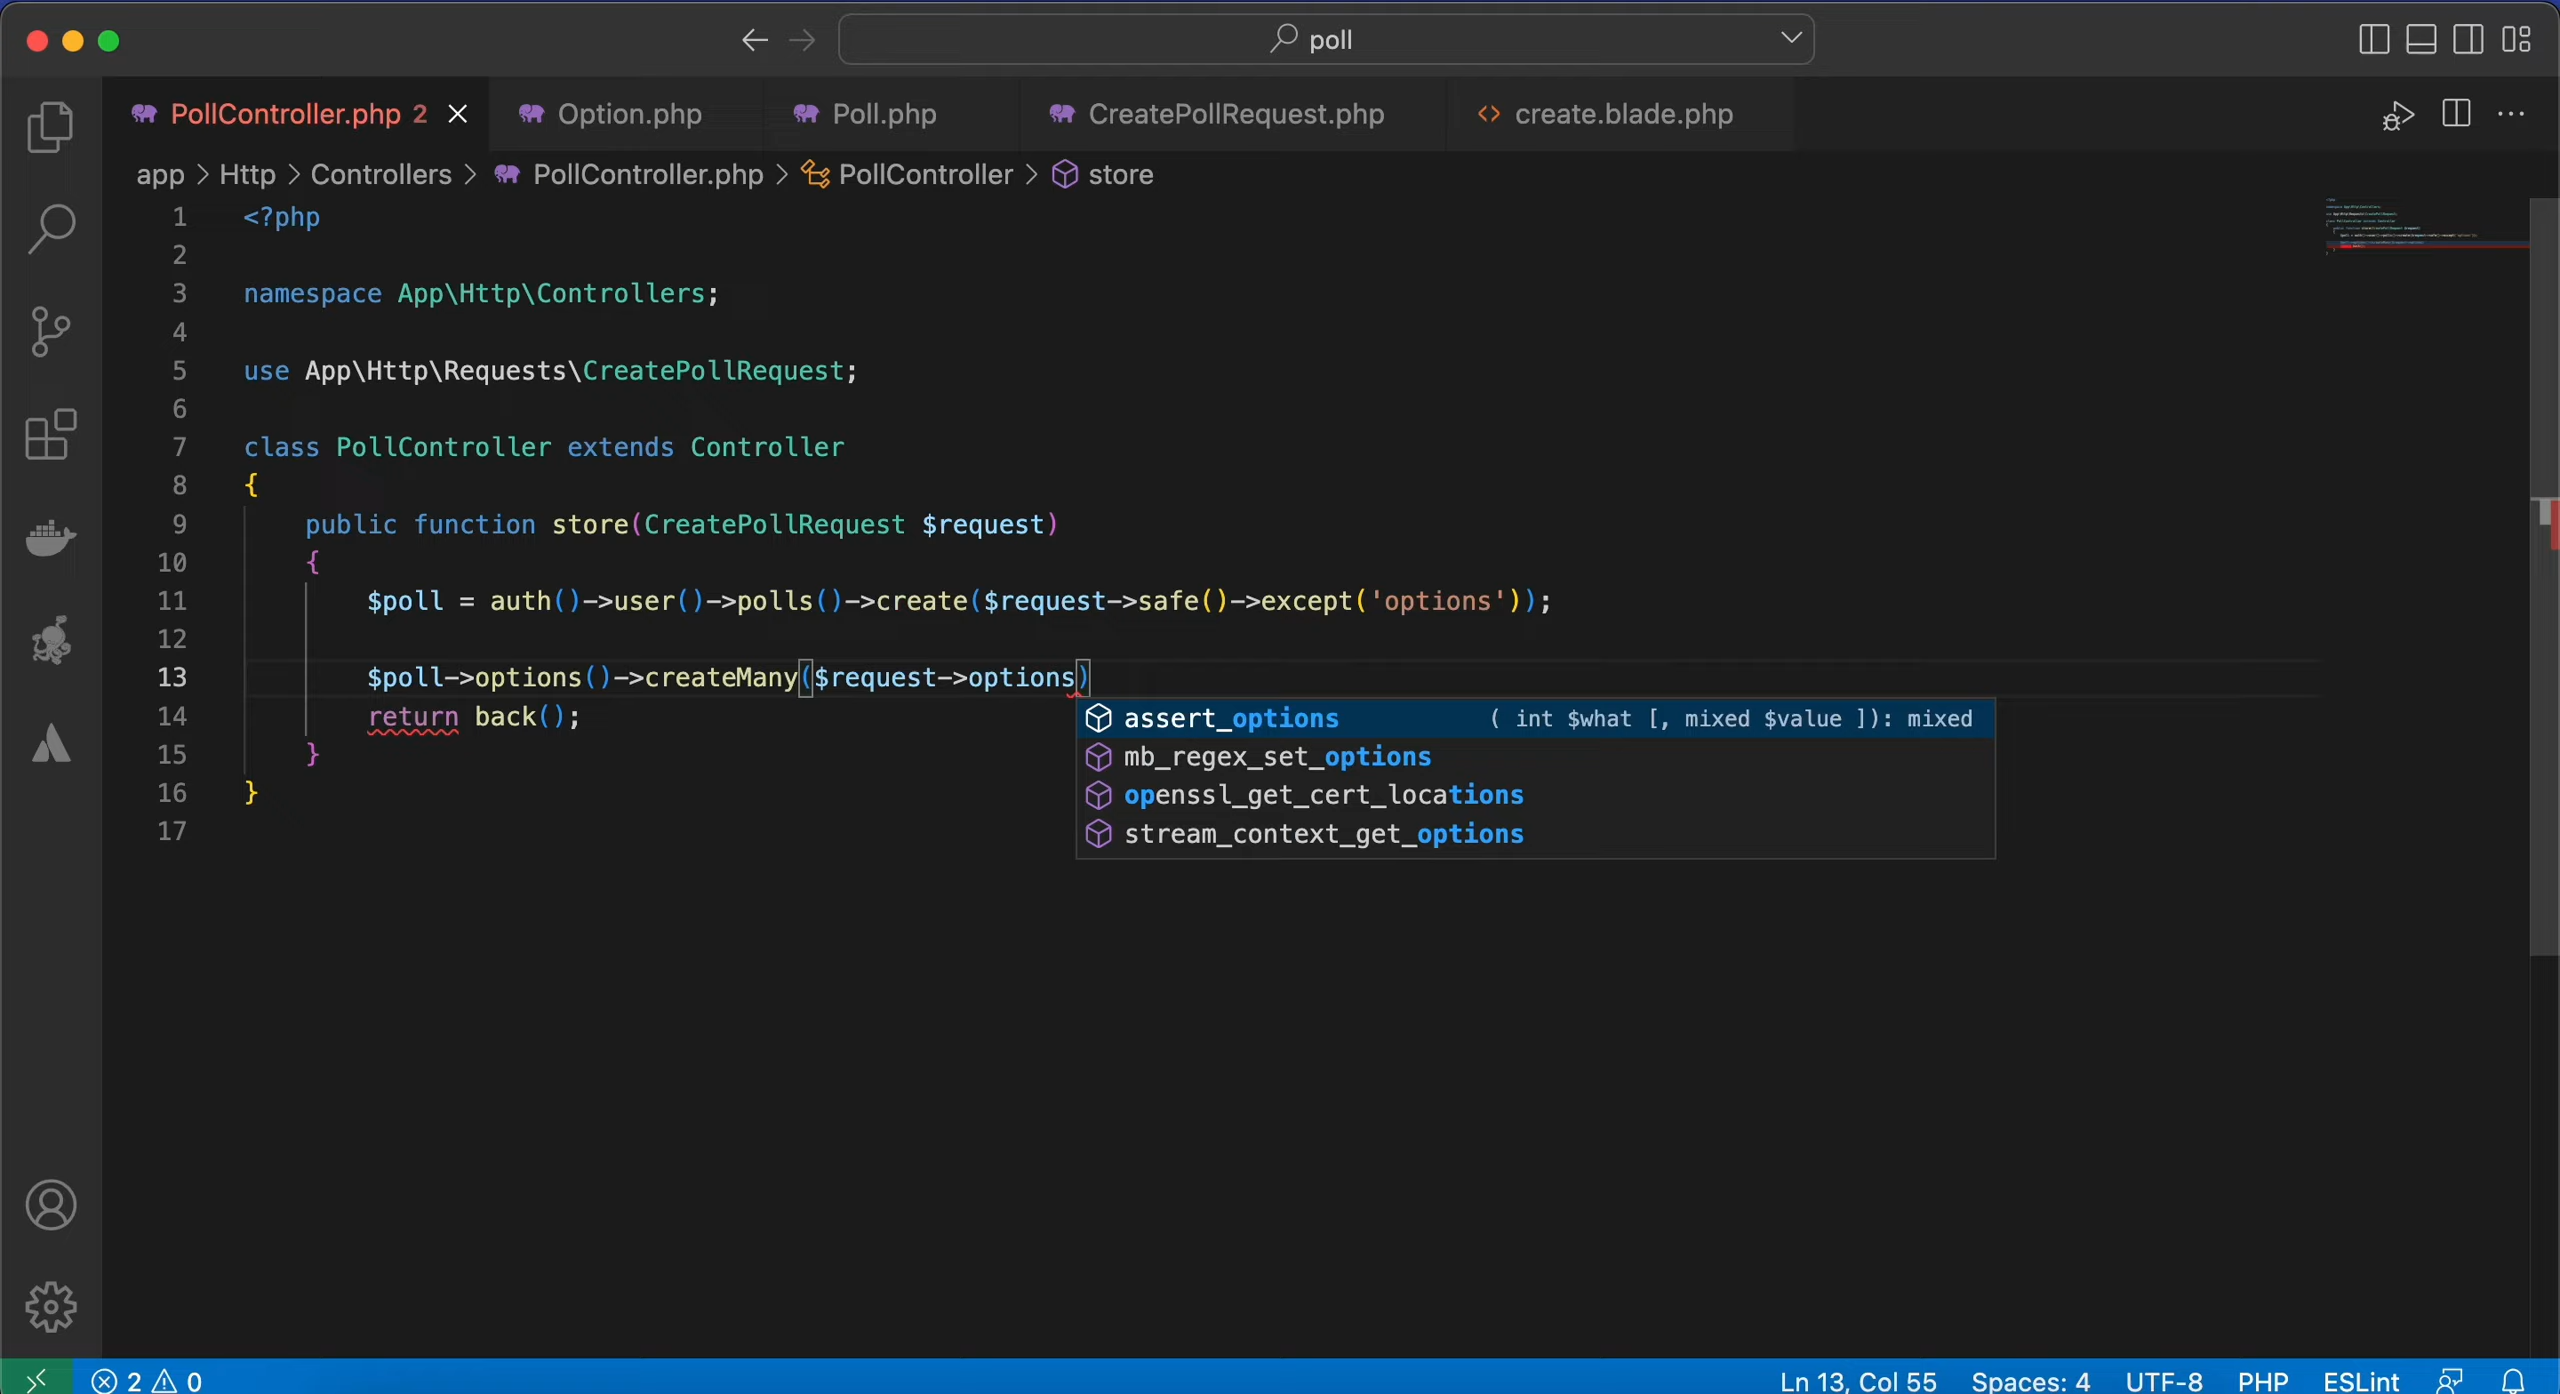 poll
PollController.php 2
Option.php
Poll.php
CreatePollRequest.php
create.blade.php
app > Http > Controllers > PollController.php > PollController > store
1 <?php
2
3 namespace App\Http\Controllers;
4
5 use App\Http\Requests\CreatePollRequest;
6
7 class PollController extends Controller
8 {
9 public function store(CreatePollRequest $request)
10 {
11 $poll = auth()->user()->polls()->create($request->safe()->except('options'));
12
13 $poll->options()->createMany($request->options)
14 return back();
15 }
16 }
17
assert_options ( int $what [, mixed $value ]): mixed
mb_regex_set_options
openssl_get_cert_locations
stream_context_get_options
2 0 Ln 13, Col 55 Spaces: 4 UTF-8 PHP ESLint